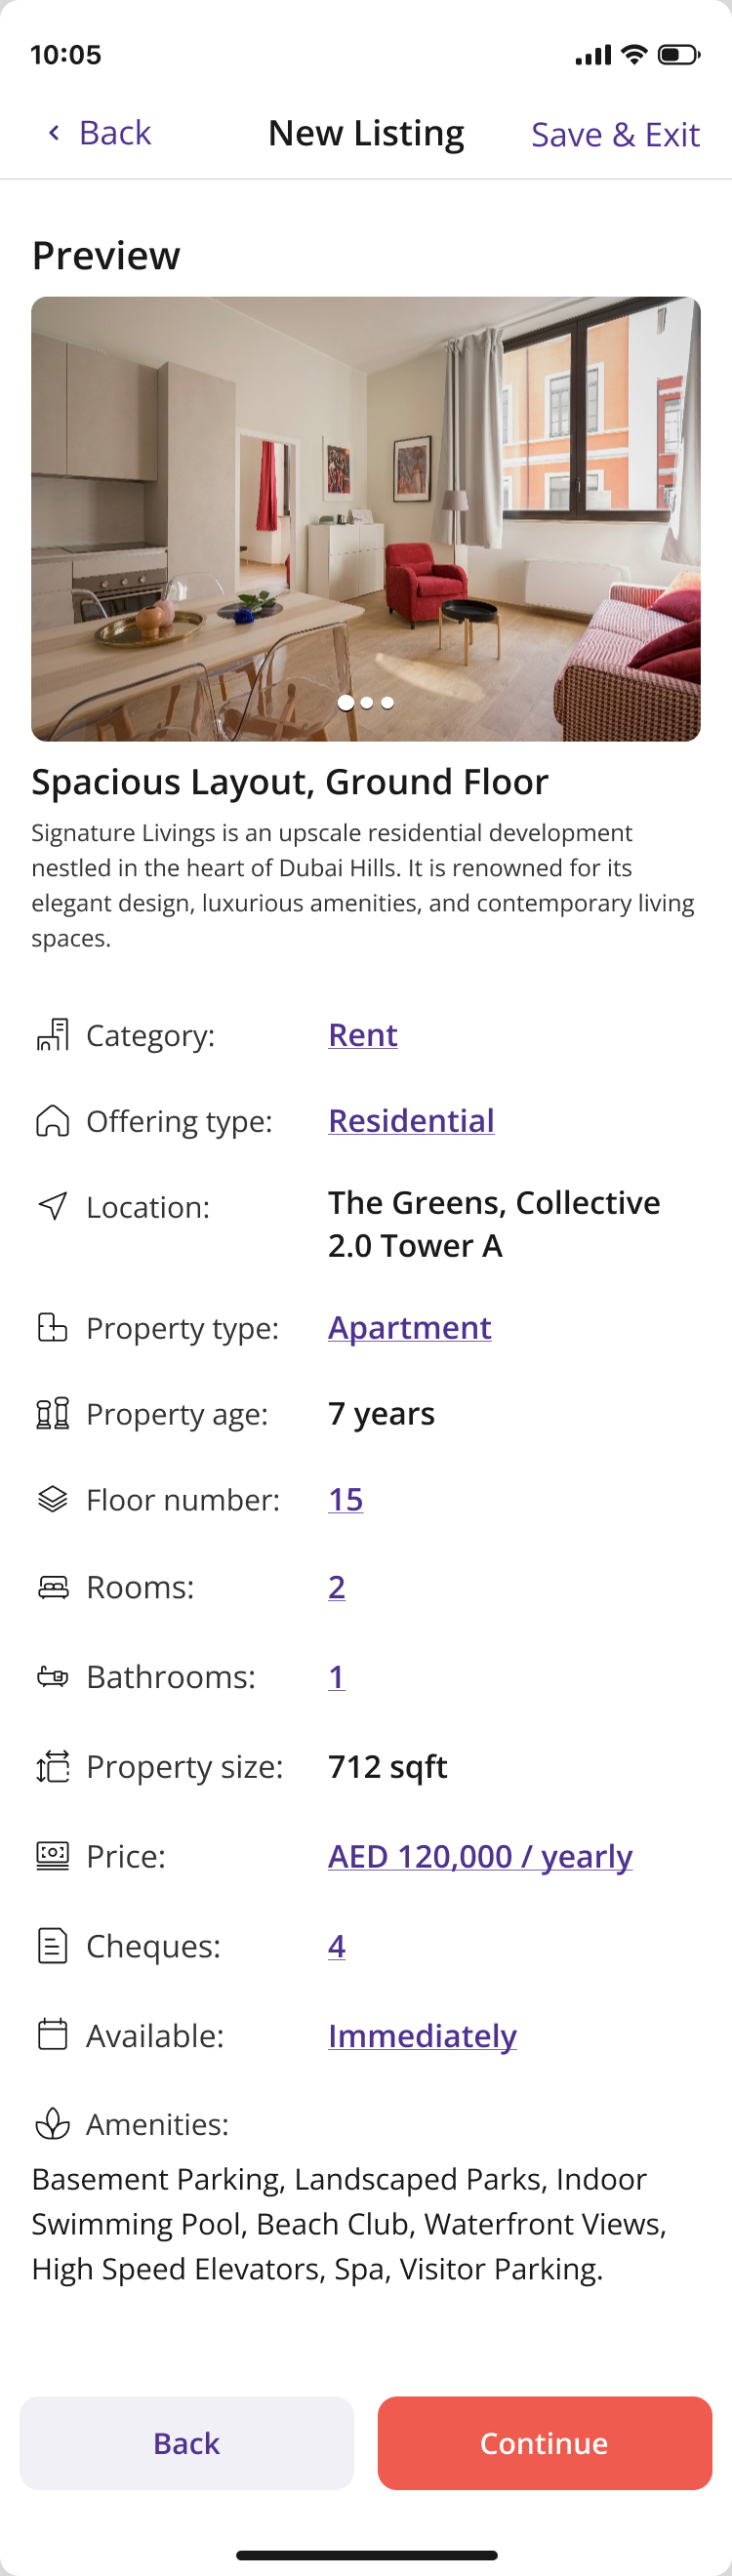 10:05
Back New Listing Save & Exit
Preview
Spacious Layout, Ground Floor
Signature Livings is an upscale residential development
nestled in the heart of Dubai Hills. It is renowned for its
elegant design, luxurious amenities, and contemporary living
spaces.
Category: Rent
Offering type: Residential
Location: The Greens, Collective
2.0 Tower A
Property type: Apartment
Property age: 7 years
Floor number: 15
Rooms: 2
Bathrooms: 1
Property size: 712 sqft
Price: AED 120,000 / yearly
Cheques: 4
Available: Immediately
Amenities:
Basement Parking, Landscaped Parks, Indoor
Swimming Pool, Beach Club, Waterfront Views,
High Speed Elevators, Spa, Visitor Parking.
Back Continue